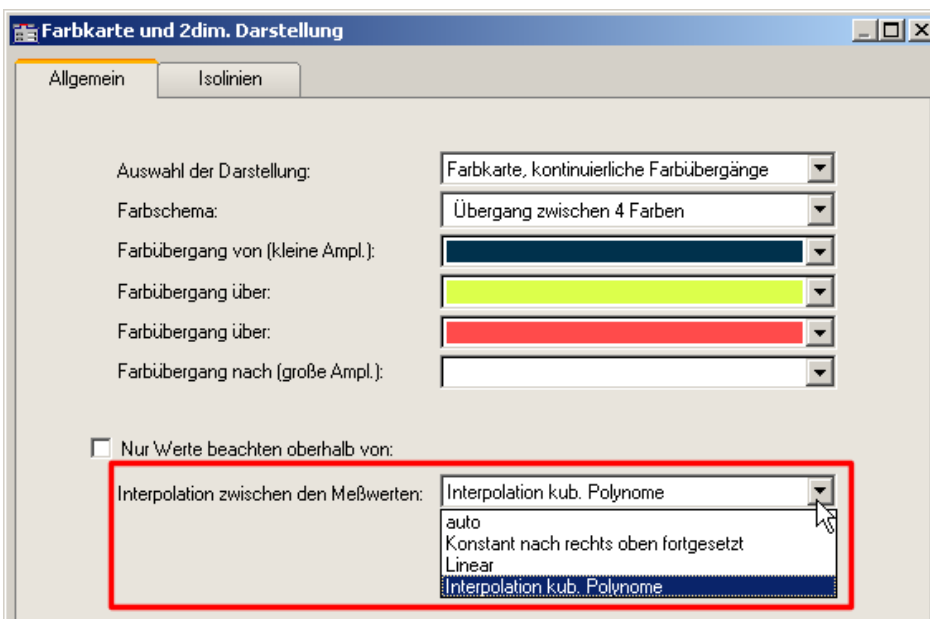 Farbkarte und 2dim. Darstellung
Allgemein
Isolinien
Auswahl der Darstellung:
Farbkarte, kontinuierliche Farbübergänge
Farbschema:
Übergang zwischen 4 Farben
Farbübergang von (kleine Ampl.):
Farbübergang über:
Farbübergang über:
Farbübergang nach (große Ampl.):
Nur Werte beachten oberhalb von:
Interpolation zwischen den Meßwerten:
Interpolation kub. Polynome
auto
Konstant nach rechts oben fortgesetzt
Linear
Interpolation kub. Polynome